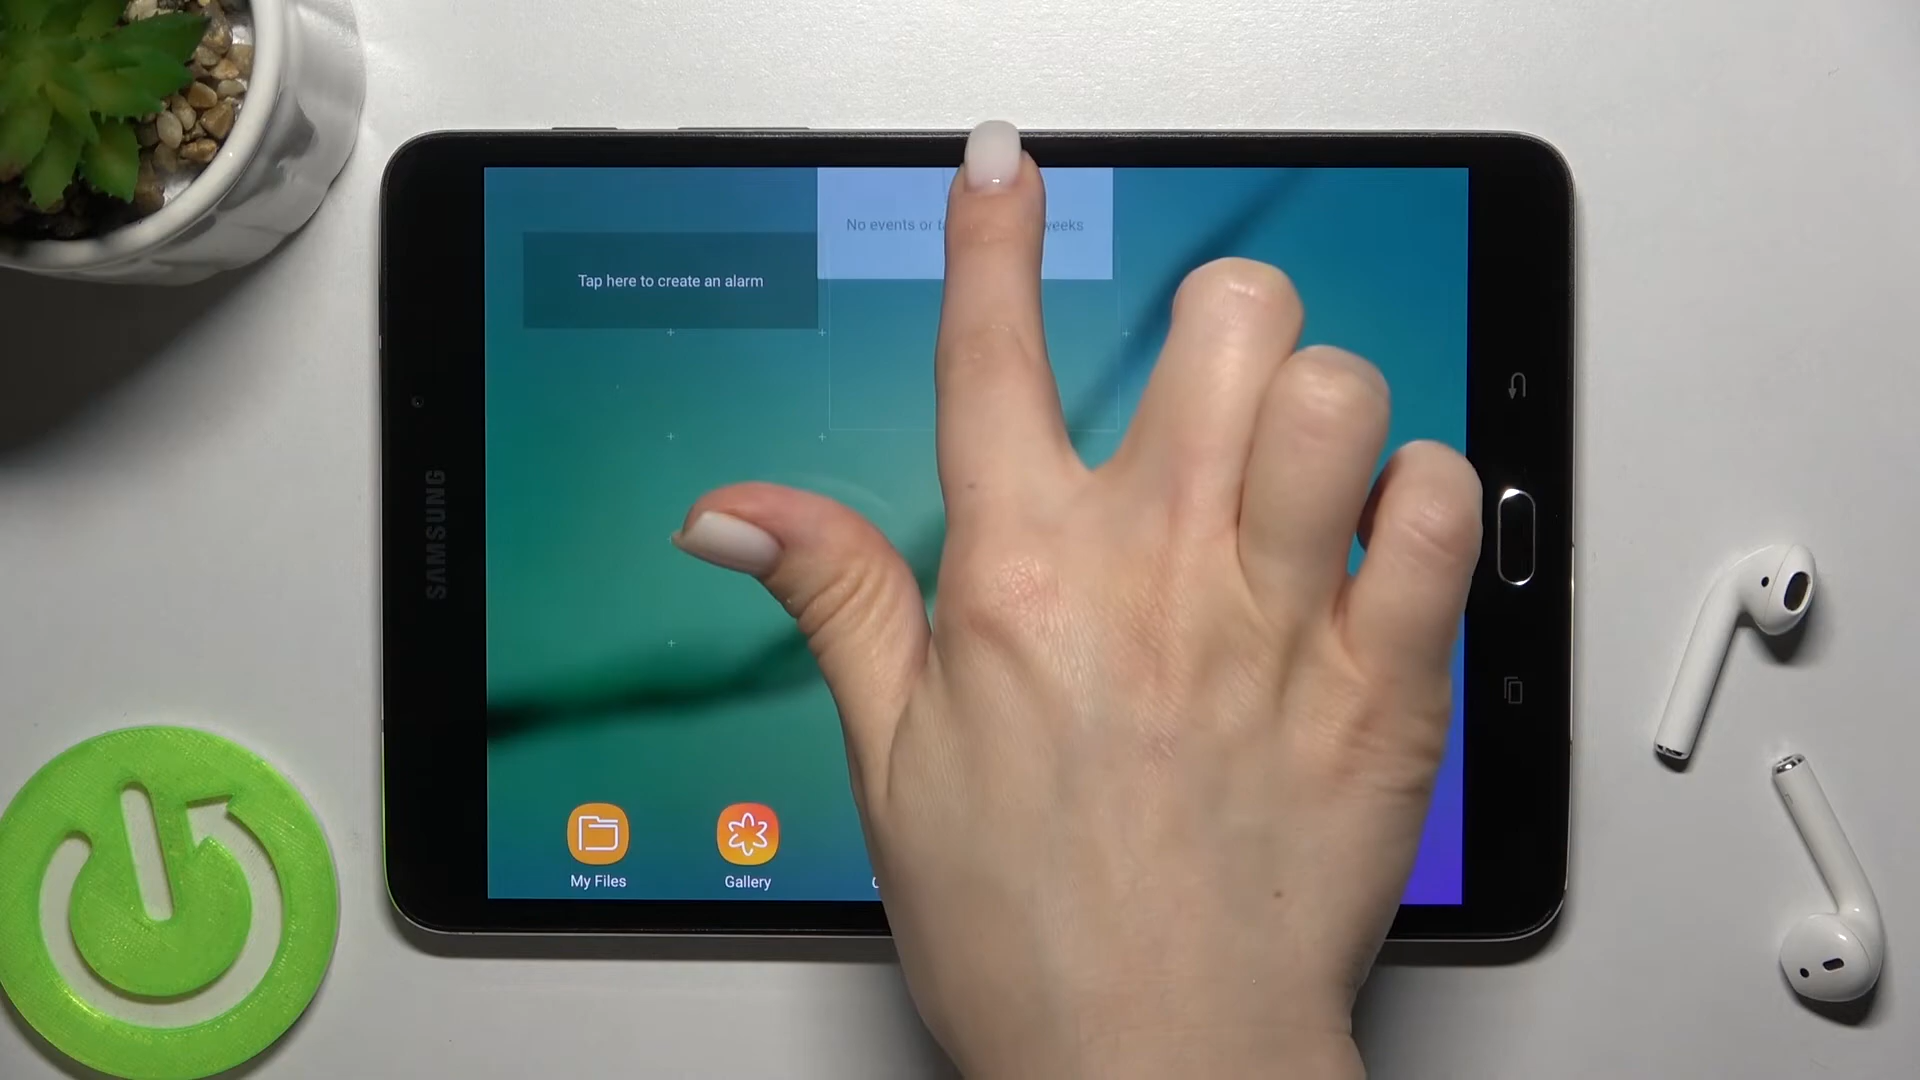 No events or weeks
Tap here to create an alarm
SAMSUNG
My Files
Gallery